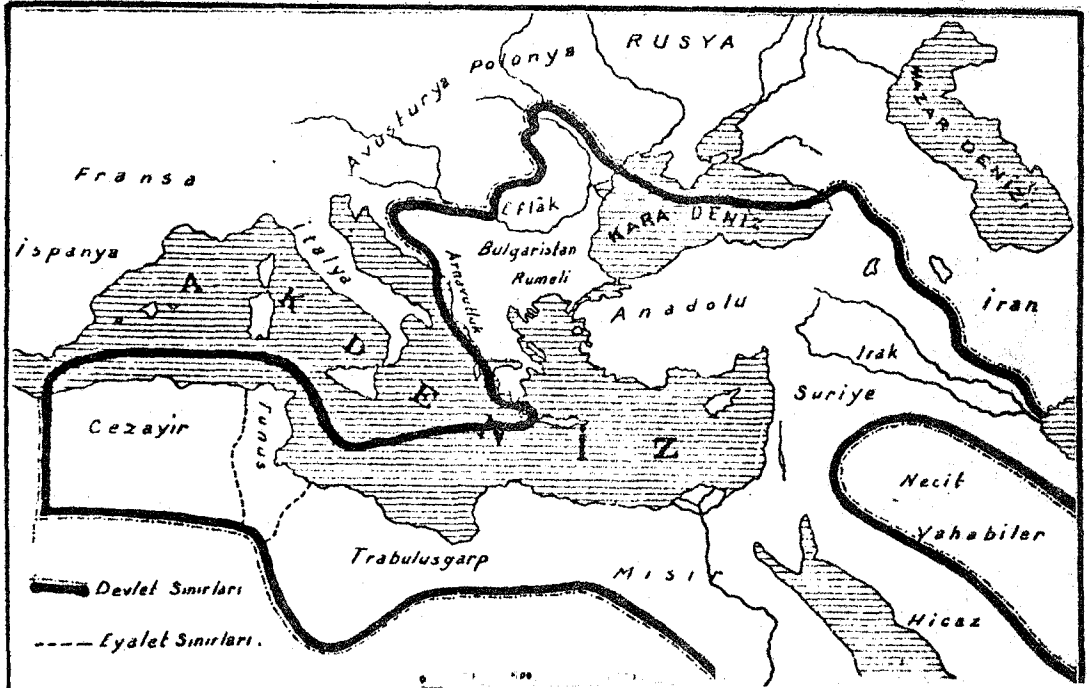 RUSYA
Polonya
Avusturya
HAZAR DENİZİ
Fransa
Eflâk
KARA DENİZ
İspanya
İtalya
Bulgaristan
Rumeli
Arnavutluk
Anadolu
İran
Irak
Suriye
AKDENİZ
Cezayir
Tunus
Necit
Vahabiler
Trabulusgarp
Mısır
Hicaz
Devlet Sınırları
Eyalet Sınırları.